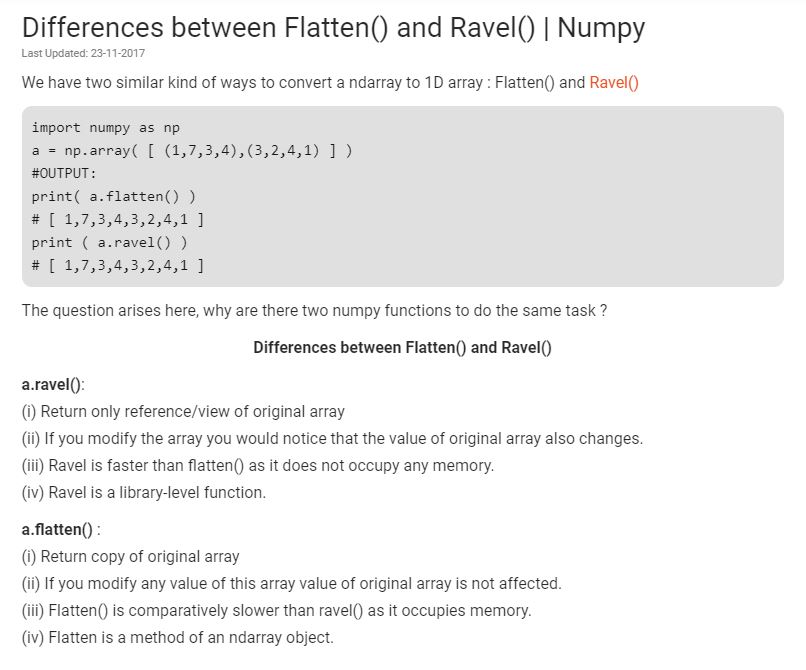 Differences between Flatten() and Ravel() | Numpy
Last Updated: 23-11-2017
We have two similar kind of ways to convert a ndarray to 1D array : Flatten() and Ravel()
import numpy as np
a = np.array( [ (1,7,3,4),(3,2,4,1) ] )
#OUTPUT:
print( a.flatten() )
# [ 1,7,3,4,3,2,4,1 ]
print ( a.ravel() )
# [ 1,7,3,4,3,2,4,1 ]
The question arises here, why are there two numpy functions to do the same task ?
Differences between Flatten() and Ravel()
a.ravel():
(i) Return only reference/view of original array
(ii) If you modify the array you would notice that the value of original array also changes.
(iii) Ravel is faster than flatten() as it does not occupy any memory.
(iv) Ravel is a library-level function.
a.flatten() :
(i) Return copy of original array
(ii) If you modify any value of this array value of original array is not affected.
(iii) Flatten() is comparatively slower than ravel() as it occupies memory.
(iv) Flatten is a method of an ndarray object.